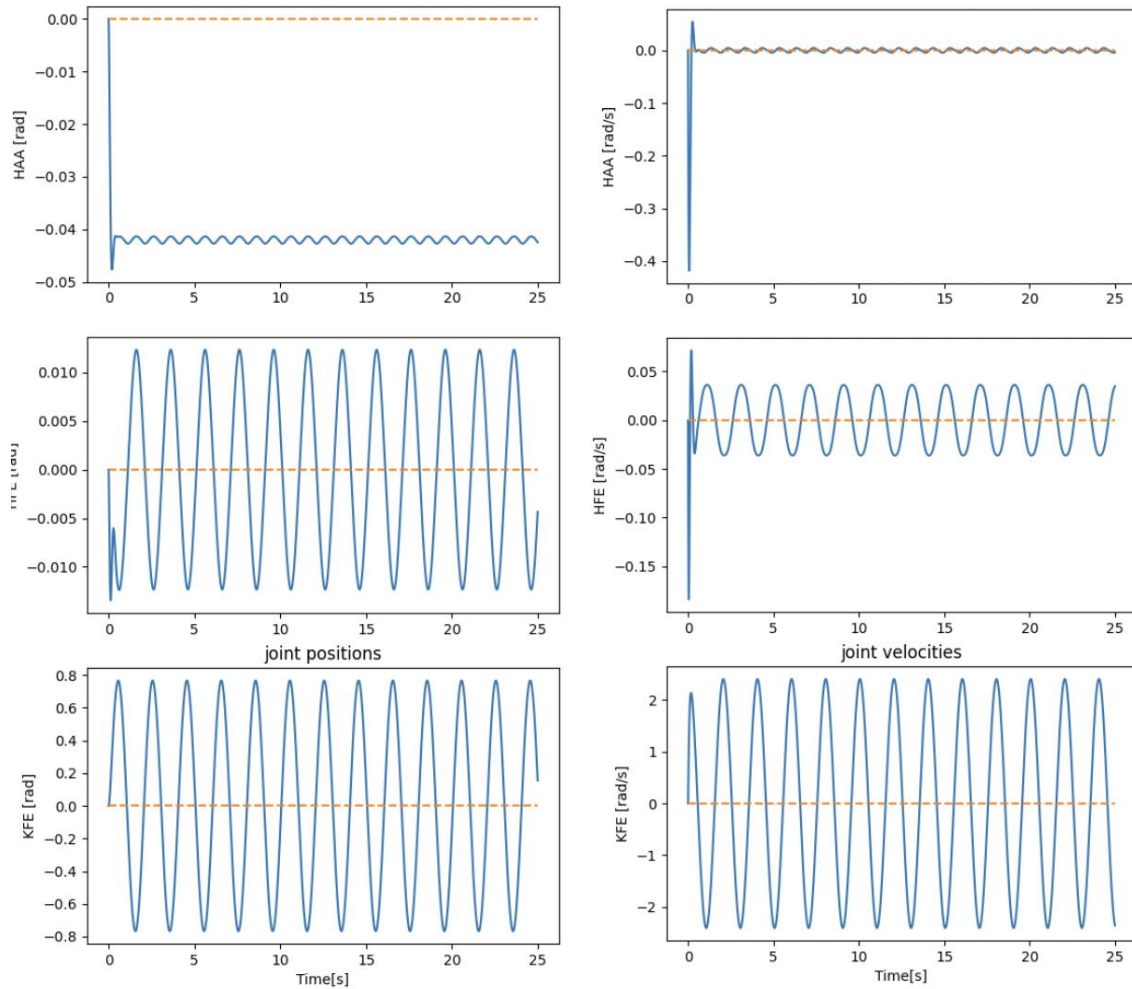 0.00
−0.01
−0.02
−0.03
−0.04
−0.05
HAA [rad]
0 5 10 15 20 25
0.0
−0.1
−0.2
−0.3
−0.4
HAA [rad/s]
0 5 10 15 20 25
0.010
0.005
0.000
−0.005
−0.010
HFE [rad]
0 5 10 15 20 25
0.05
0.00
−0.05
−0.10
−0.15
HFE [rad/s]
0 5 10 15 20 25
joint positions
0.8
0.6
0.4
0.2
0.0
−0.2
−0.4
−0.6
−0.8
KFE [rad]
0 5 10 15 20 25
Time[s]
joint velocities
2
1
0
−1
−2
KFE [rad/s]
0 5 10 15 20 25
Time[s]